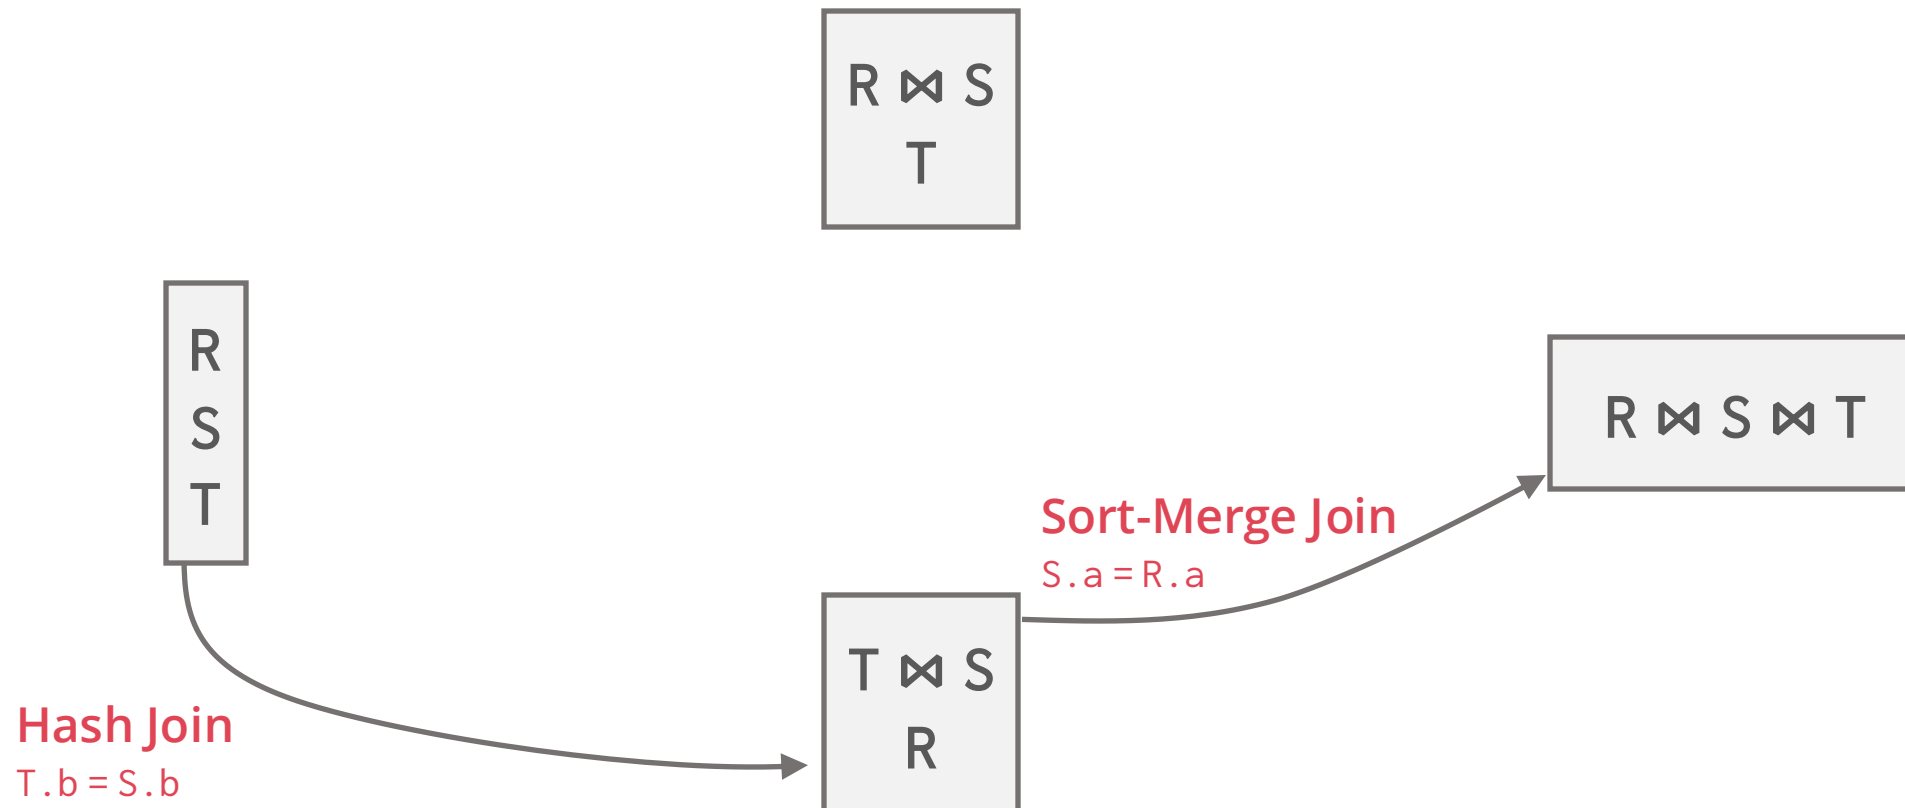 R ⋈ S
T
R
S
T
R ⋈ S ⋈ T
Sort-Merge Join
S.a=R.a
T ⋈ S
R
Hash Join
T.b=S.b